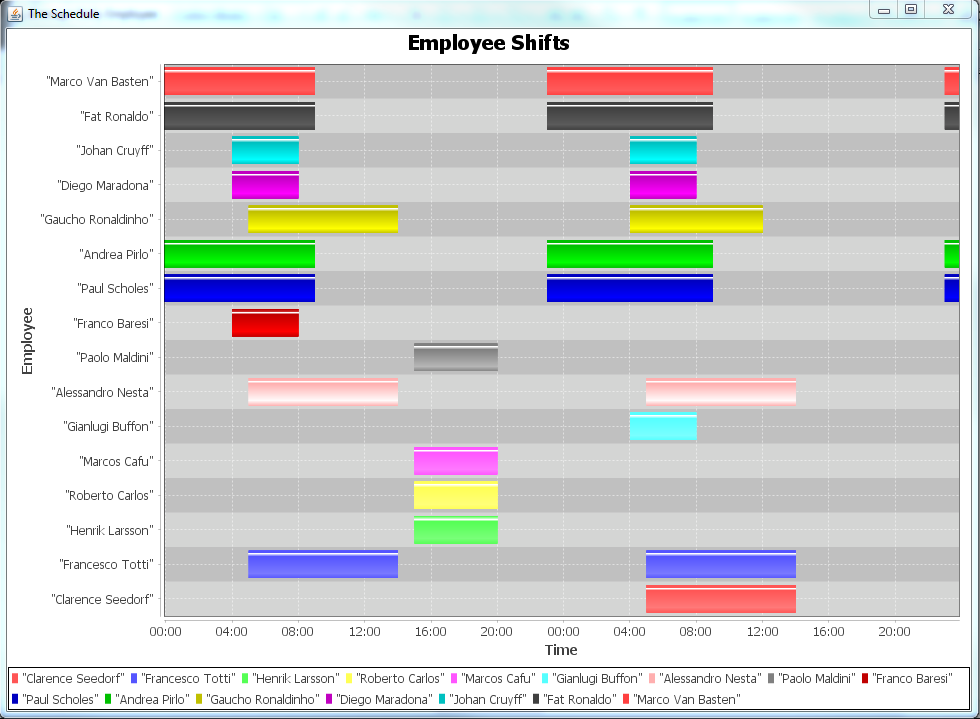 The Schedule
Employee Shifts
"Marco Van Basten"
"Fat Ronaldo"
"Johan Cruyff"
"Diego Maradona"
"Gaucho Ronaldinho"
"Andrea Pirlo"
"Paul Scholes"
"Franco Baresi"
"Paolo Maldini"
"Alessandro Nesta"
"Gianlugi Buffon"
"Marcos Cafu"
"Roberto Carlos"
"Henrik Larsson"
"Francesco Totti"
"Clarence Seedorf"
Employee
00:00 04:00 08:00 12:00 16:00 20:00 00:00 04:00 08:00 12:00 16:00 20:00
Time
"Clarence Seedorf" "Francesco Totti" "Henrik Larsson" "Roberto Carlos" "Marcos Cafu" "Gianlugi Buffon" "Alessandro Nesta" "Paolo Maldini" "Franco Baresi"
"Paul Scholes" "Andrea Pirlo" "Gaucho Ronaldinho" "Diego Maradona" "Johan Cruyff" "Fat Ronaldo" "Marco Van Basten"